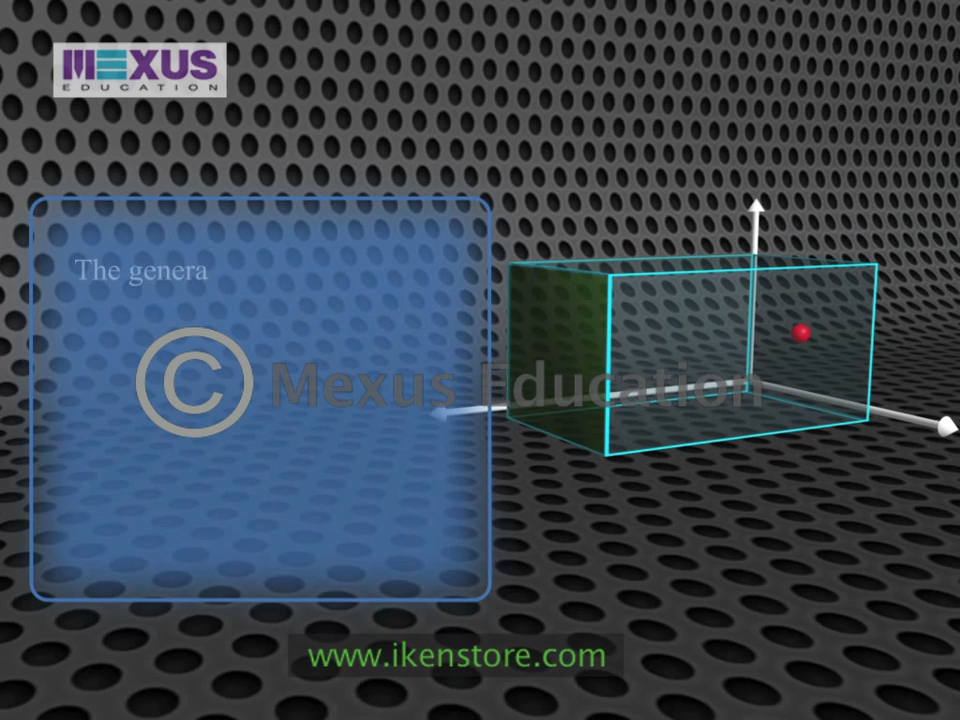 MEXUS
EDUCATION
The genera
© Mexus Education
www.ikenstore.com